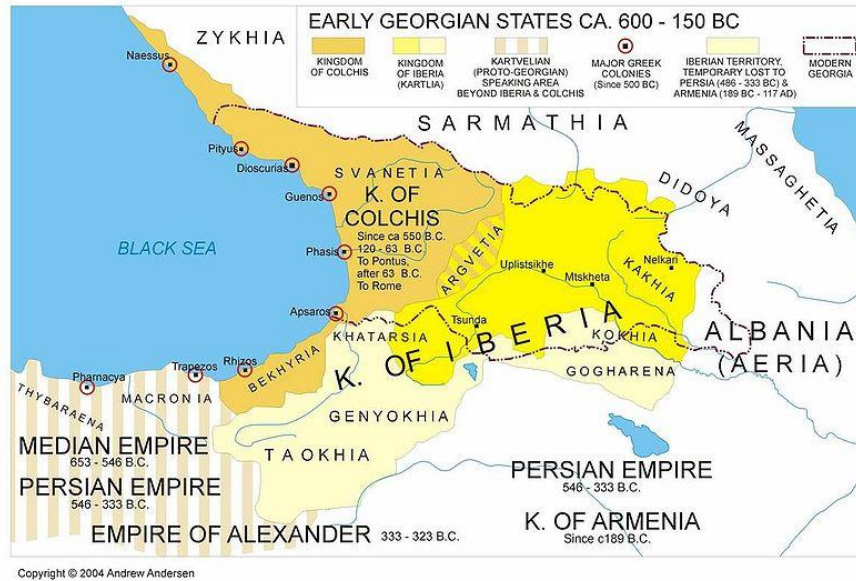 EARLY GEORGIAN STATES CA. 600 - 150 BC
KINGDOM
OF COLCHIS
KINGDOM
OF IBERIA
(KARTLIA)
KARTVELIAN
(PROTO-GEORGIAN)
SPEAKING AREA
BEYOND IBERIA & COLCHIS
MAJOR GREEK
COLONIES
(Since 500 BC)
IBERIAN TERRITORY,
TEMPORARY LOST TO
PERSIA (486 - 333 BC) &
ARMENIA (189 BC - 117 AD)
MODERN
GEORGIA
ZYKHIA
Naessus
SARMATHIA
MASSAGHETIA
Pityus
Dioscurias
SVANETIA
DIDOYA
Guenos
K. OF
COLCHIS
Since ca 550 B.C.
120 - 63 B.C.
To Pontus,
after 63 B.C.
To Rome
BLACK SEA
Phasis
ARGVETIA
Uplistsikhe
Mtskheta
Nelkari
KAKHIA
Apsaros
Tsunda
KHATARSIA
K. OF IBERIA
KOKHIA
ALBANIA
(AERIA)
Pharnacya
Trapezos
Rhizos
BEKHYRIA
GOGHARENA
THYBARAENA
MACRONIA
GENYOKHIA
TAOKHIA
MEDIAN EMPIRE
653 - 546 B.C.
PERSIAN EMPIRE
546 - 333 B.C.
PERSIAN EMPIRE
546 - 333 B.C.
EMPIRE OF ALEXANDER 333 - 323 B.C.
K. OF ARMENIA
Since c189 B.C.
Copyright © 2004 Andrew Andersen